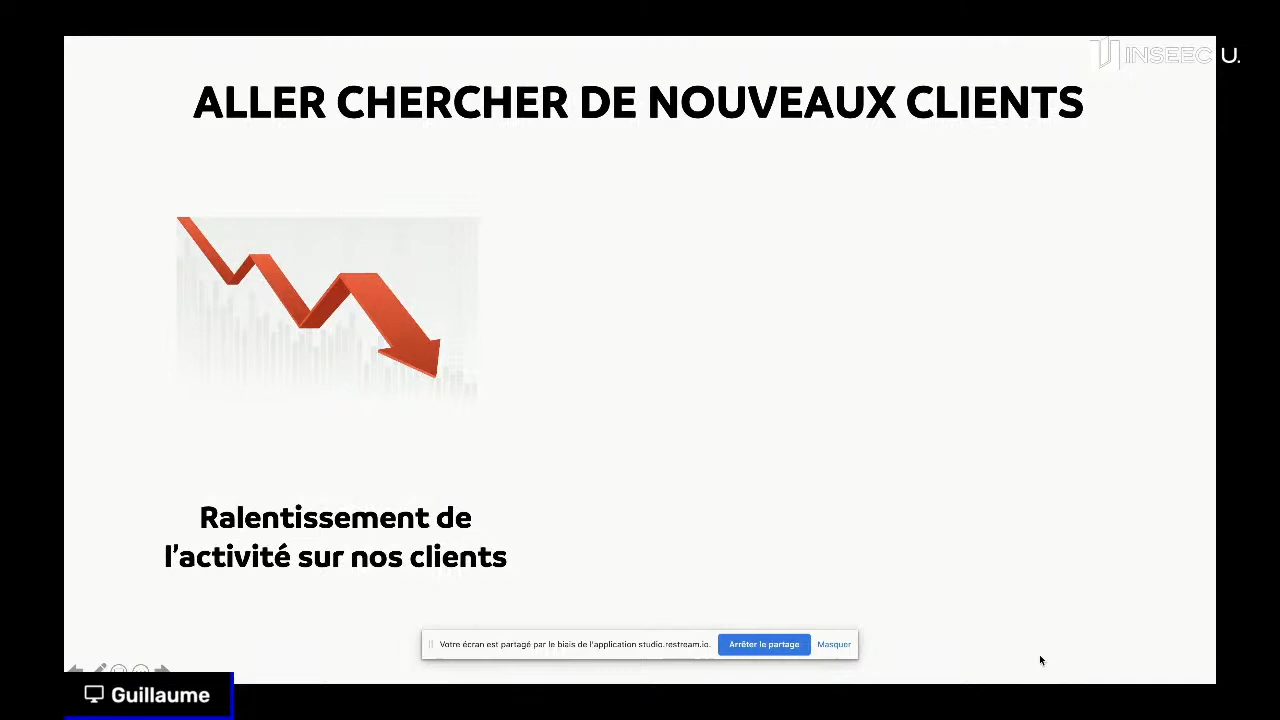 INSEEC U.
ALLER CHERCHER DE NOUVEAUX CLIENTS
Ralentissement de
l’activité sur nos clients
Votre écran est partagé par le biais de l'application studio.restream.io.
Arrêter le partage
Masquer
Guillaume